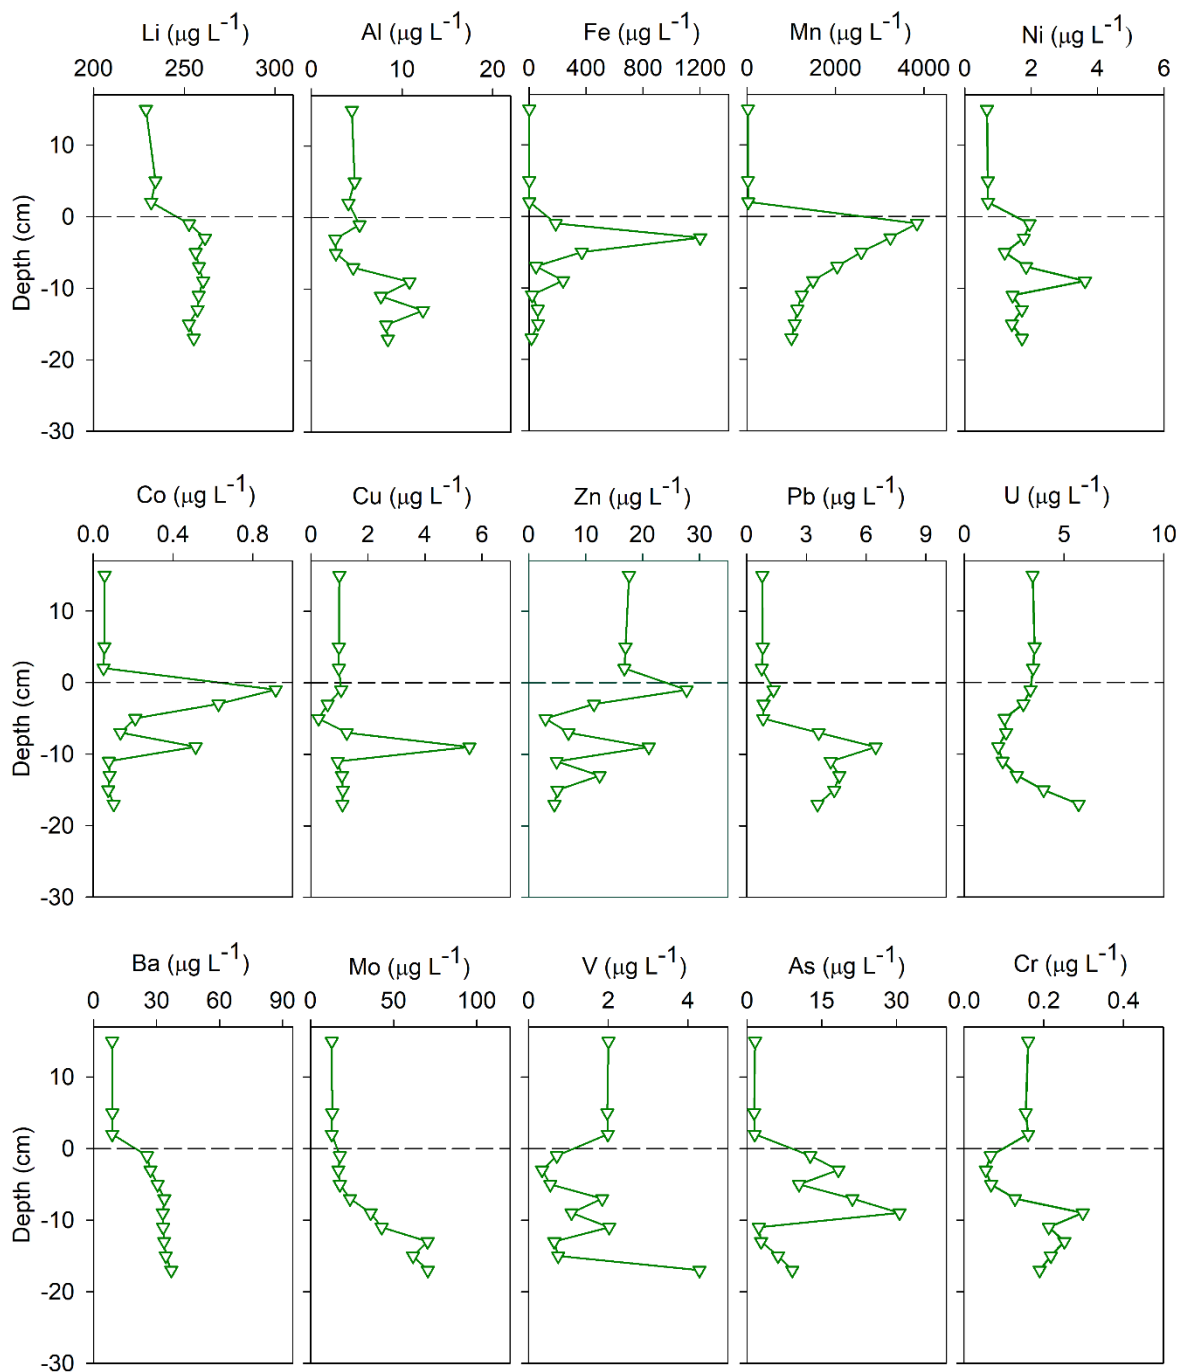 Li (μg L-1) Al (μg L-1) Fe (μg L-1) Mn (μg L-1) Ni (μg L-1)
200 250 300 0 10 20 0 400 800 1200 0 2000 4000 0 2 4 6
10
0
-10
-20
-30
Depth (cm)
Co (μg L-1) Cu (μg L-1) Zn (μg L-1) Pb (μg L-1) U (μg L-1)
0.0 0.4 0.8 0 2 4 6 0 10 20 30 0 3 6 9 0 5 10
10
0
-10
-20
-30
Depth (cm)
Ba (μg L-1) Mo (μg L-1) V (μg L-1) As (μg L-1) Cr (μg L-1)
0 30 60 90 0 50 100 0 2 4 0 15 30 0.0 0.2 0.4
10
0
-10
-20
-30
Depth (cm)